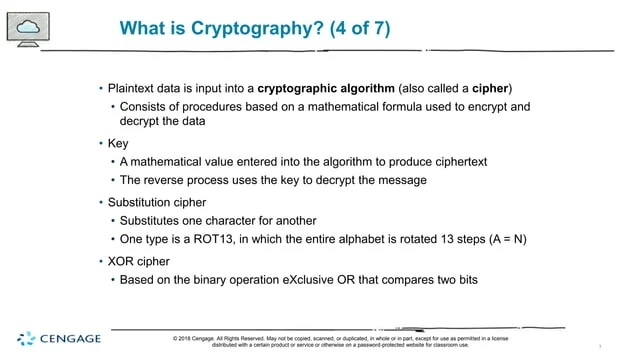 What is Cryptography? (4 of 7)
• Plaintext data is input into a cryptographic algorithm (also called a cipher)
• Consists of procedures based on a mathematical formula used to encrypt and
decrypt the data
• Key
• A mathematical value entered into the algorithm to produce ciphertext
• The reverse process uses the key to decrypt the message
• Substitution cipher
• Substitutes one character for another
• One type is a ROT13, in which the entire alphabet is rotated 13 steps (A = N)
• XOR cipher
• Based on the binary operation eXclusive OR that compares two bits
CENGAGE
© 2018 Cengage. All Rights Reserved. May not be copied, scanned, or duplicated, in whole or in part, except for use as permitted in a license
distributed with a certain product or service or otherwise on a password-protected website for classroom use.